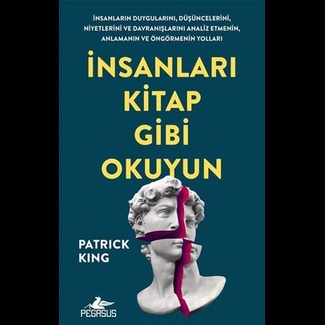 İNSANLARIN DUYGULARINI, DÜŞÜNCELERİNİ,
NİYETLERİNİ VE DAVRANIŞLARINI ANALİZ ETMENİN,
ANLAMANIN VE ÖNGÖRMENİN YOLLARI
İNSANLARI
KİTAP
GİBİ
OKUYUN
PATRICK
KING
PEGASUS